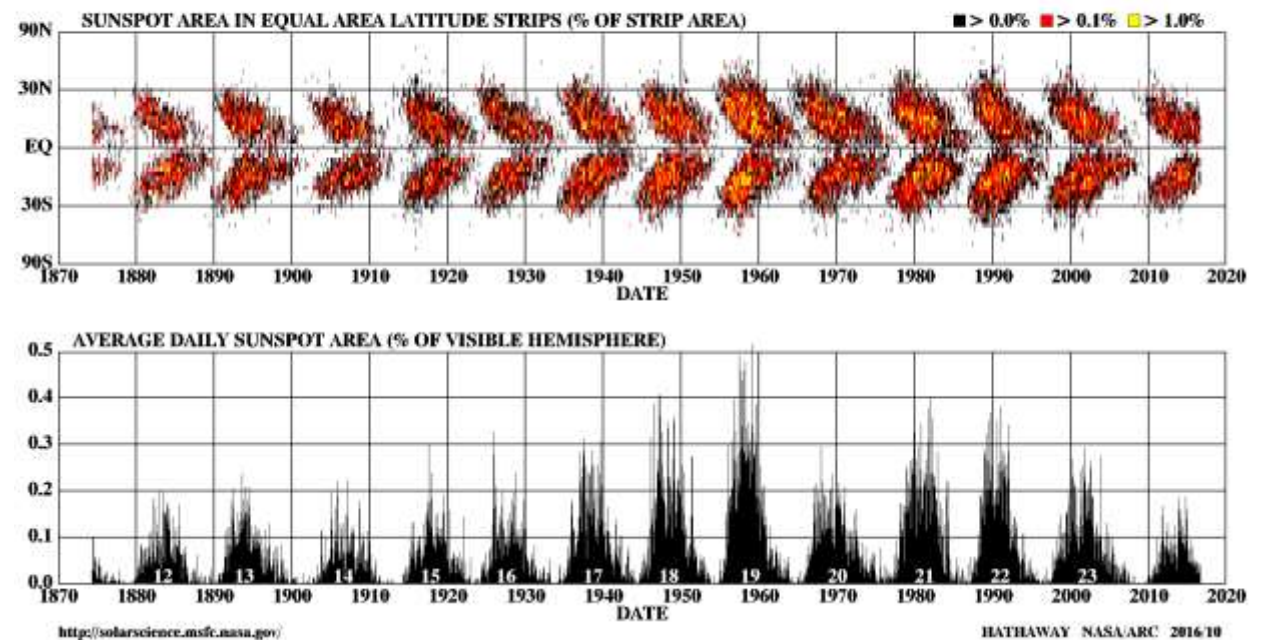 SUNSPOT AREA IN EQUAL AREA LATITUDE STRIPS (% OF STRIP AREA) > 0.0% > 0.1% > 1.0%
90N
30N
EQ
30S
90S
1870 1880 1890 1900 1910 1920 1930 1940 1950 1960 1970 1980 1990 2000 2010 2020
DATE
AVERAGE DAILY SUNSPOT AREA (% OF VISIBLE HEMISPHERE)
0.5
0.4
0.3
0.2
0.1
0.0 12 13 14 15 16 17 18 19 20 21 22 23
1870 1880 1890 1900 1910 1920 1930 1940 1950 1960 1970 1980 1990 2000 2010 2020
DATE
http://solarscience.msfc.nasa.gov/ HATHAWAY NASA/ARC 2016/10